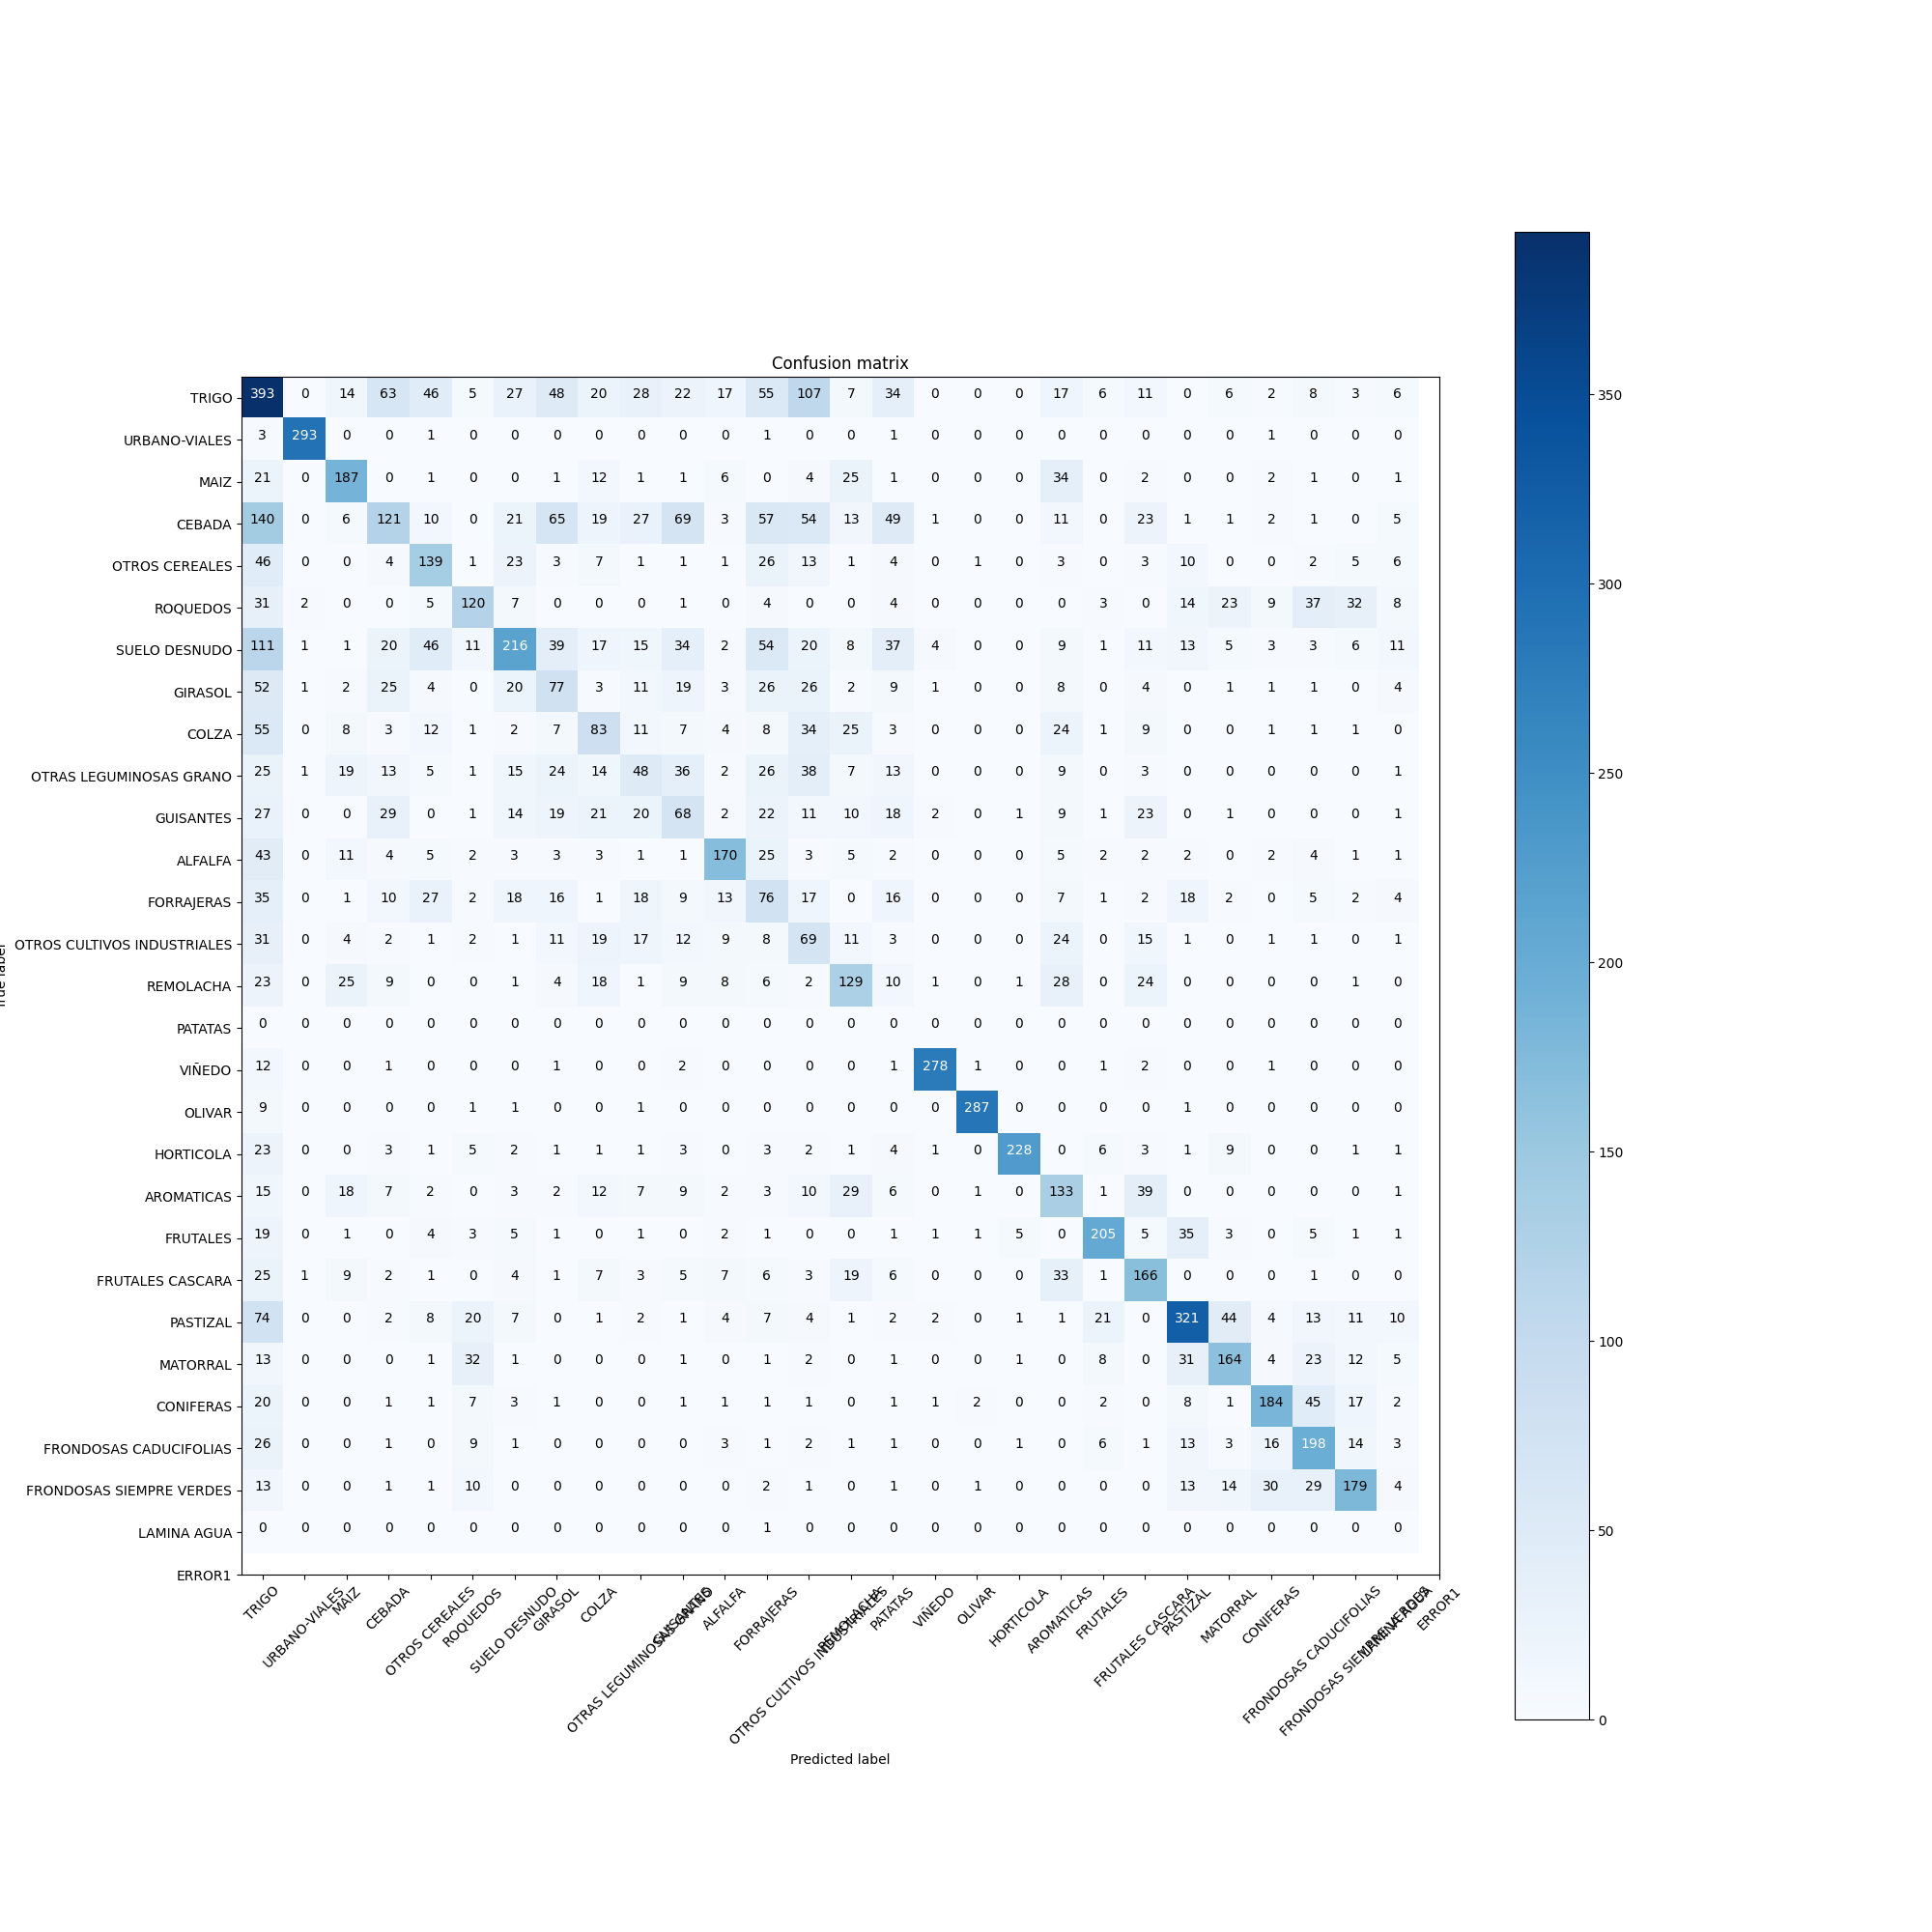 Confusion matrix
TRIGO 393 0 14 63 46 5 27 48 20 28 22 17 55 107 7 34 0 0 0 17 6 11 0 6 2 8 3 6
URBANO-VIALES 3 293 0 0 1 0 0 0 0 0 0 0 1 0 0 1 0 0 0 0 0 0 0 0 1 0 0 0
MAIZ 21 0 187 0 1 0 0 1 12 1 1 6 0 4 25 1 0 0 0 34 0 2 0 0 2 1 0 1
CEBADA 140 0 6 121 10 0 21 65 19 27 69 3 57 54 13 49 1 0 0 11 0 23 1 1 2 1 0 5
OTROS CEREALES 46 0 0 4 139 1 23 3 7 1 1 1 26 13 1 4 0 1 0 3 0 3 10 0 0 2 5 6
ROQUEDOS 31 2 0 0 5 120 7 0 0 0 1 0 4 0 0 4 0 0 0 0 3 0 14 23 9 37 32 8
SUELO DESNUDO 111 1 1 20 46 11 216 39 17 15 34 2 54 20 8 37 4 0 0 9 1 11 13 5 3 3 6 11
GIRASOL 52 1 2 25 4 0 20 77 3 11 19 3 26 26 2 9 1 0 0 8 0 4 0 1 1 1 0 4
COLZA 55 0 8 3 12 1 2 7 83 11 7 4 8 34 25 3 0 0 0 24 1 9 0 0 1 1 1 0
OTRAS LEGUMINOSAS GRANO 25 1 19 13 5 1 15 24 14 48 36 2 26 38 7 13 0 0 0 9 0 3 0 0 0 0 0 1
GUISANTES 27 0 0 29 0 1 14 19 21 20 68 2 22 11 10 18 2 0 1 9 1 23 0 1 0 0 0 1
ALFALFA 43 0 11 4 5 2 3 3 3 1 1 170 25 3 5 2 0 0 0 5 2 2 2 0 2 4 1 1
FORRAJERAS 35 0 1 10 27 2 18 16 1 18 9 13 76 17 0 16 0 0 0 7 1 2 18 2 0 5 2 4
OTROS CULTIVOS INDUSTRIALES 31 0 4 2 1 2 1 11 19 17 12 9 8 69 11 3 0 0 0 24 0 15 1 0 1 1 0 1
REMOLACHA 23 0 25 9 0 0 1 4 18 1 9 8 6 2 129 10 1 0 1 28 0 24 0 0 0 0 1 0
PATATAS 0 0 0 0 0 0 0 0 0 0 0 0 0 0 0 0 0 0 0 0 0 0 0 0 0 0 0 0
VIÑEDO 12 0 0 1 0 0 0 1 0 0 2 0 0 0 0 1 278 1 0 0 1 2 0 0 1 0 0 0
OLIVAR 9 0 0 0 0 1 1 0 0 1 0 0 0 0 0 0 0 287 0 0 0 0 1 0 0 0 0 0
HORTICOLA 23 0 0 3 1 5 2 1 1 1 3 0 3 2 1 4 1 0 228 0 6 3 1 9 0 0 1 1
AROMATICAS 15 0 18 7 2 0 3 2 12 7 9 2 3 10 29 6 0 1 0 133 1 39 0 0 0 0 0 1
FRUTALES 19 0 1 0 4 3 5 1 0 1 0 2 1 0 0 1 1 1 5 0 205 5 35 3 0 5 1 1
FRUTALES CASCARA 25 1 9 2 1 0 4 1 7 3 5 7 6 3 19 6 0 0 0 33 1 166 0 0 0 1 0 0
PASTIZAL 74 0 0 2 8 20 7 0 1 2 1 4 7 4 1 2 2 0 1 1 21 0 321 44 4 13 11 10
MATORRAL 13 0 0 0 1 32 1 0 0 0 1 0 1 2 0 1 0 0 1 0 8 0 31 164 4 23 12 5
CONIFERAS 20 0 0 1 1 7 3 1 0 0 1 1 1 1 0 1 1 2 0 0 2 0 8 1 184 45 17 2
FRONDOSAS CADUCIFOLIAS 26 0 0 1 0 9 1 0 0 0 0 3 1 2 1 1 0 0 1 0 6 1 13 3 16 198 14 3
FRONDOSAS SIEMPRE VERDES 13 0 0 1 1 10 0 0 0 0 0 0 2 1 0 1 0 1 0 0 0 0 13 14 30 29 179 4
LAMINA AGUA 0 0 0 0 0 0 0 0 0 0 0 0 1 0 0 0 0 0 0 0 0 0 0 0 0 0 0 0
ERROR1
TRIGO
URBANO-VIALES
MAIZ
CEBADA
OTROS CEREALES
ROQUEDOS
SUELO DESNUDO
GIRASOL
COLZA
OTRAS LEGUMINOSAS GRANO
GUISANTES
ALFALFA
FORRAJERAS
OTROS CULTIVOS INDUSTRIALES
REMOLACHA
PATATAS
VIÑEDO
OLIVAR
HORTICOLA
AROMATICAS
FRUTALES
FRUTALES CASCARA
PASTIZAL
MATORRAL
CONIFERAS
FRONDOSAS CADUCIFOLIAS
FRONDOSAS SIEMPRE VERDES
LAMINA AGUA
ERROR1
Predicted label
label
350
300
250
200
150
100
50
0